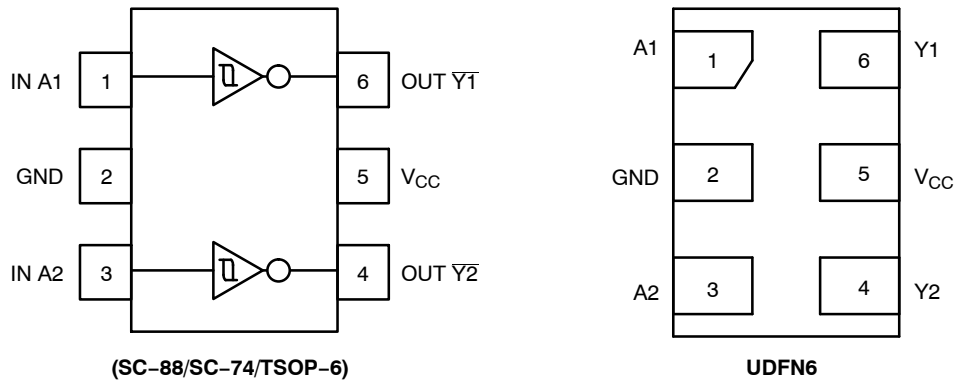 IN A1 1 6 OUT Y1
GND 2 5 VCC
IN A2 3 4 OUT Y2
(SC−88/SC−74/TSOP−6)
A1 1 6 Y1
GND 2 5 VCC
A2 3 4 Y2
UDFN6